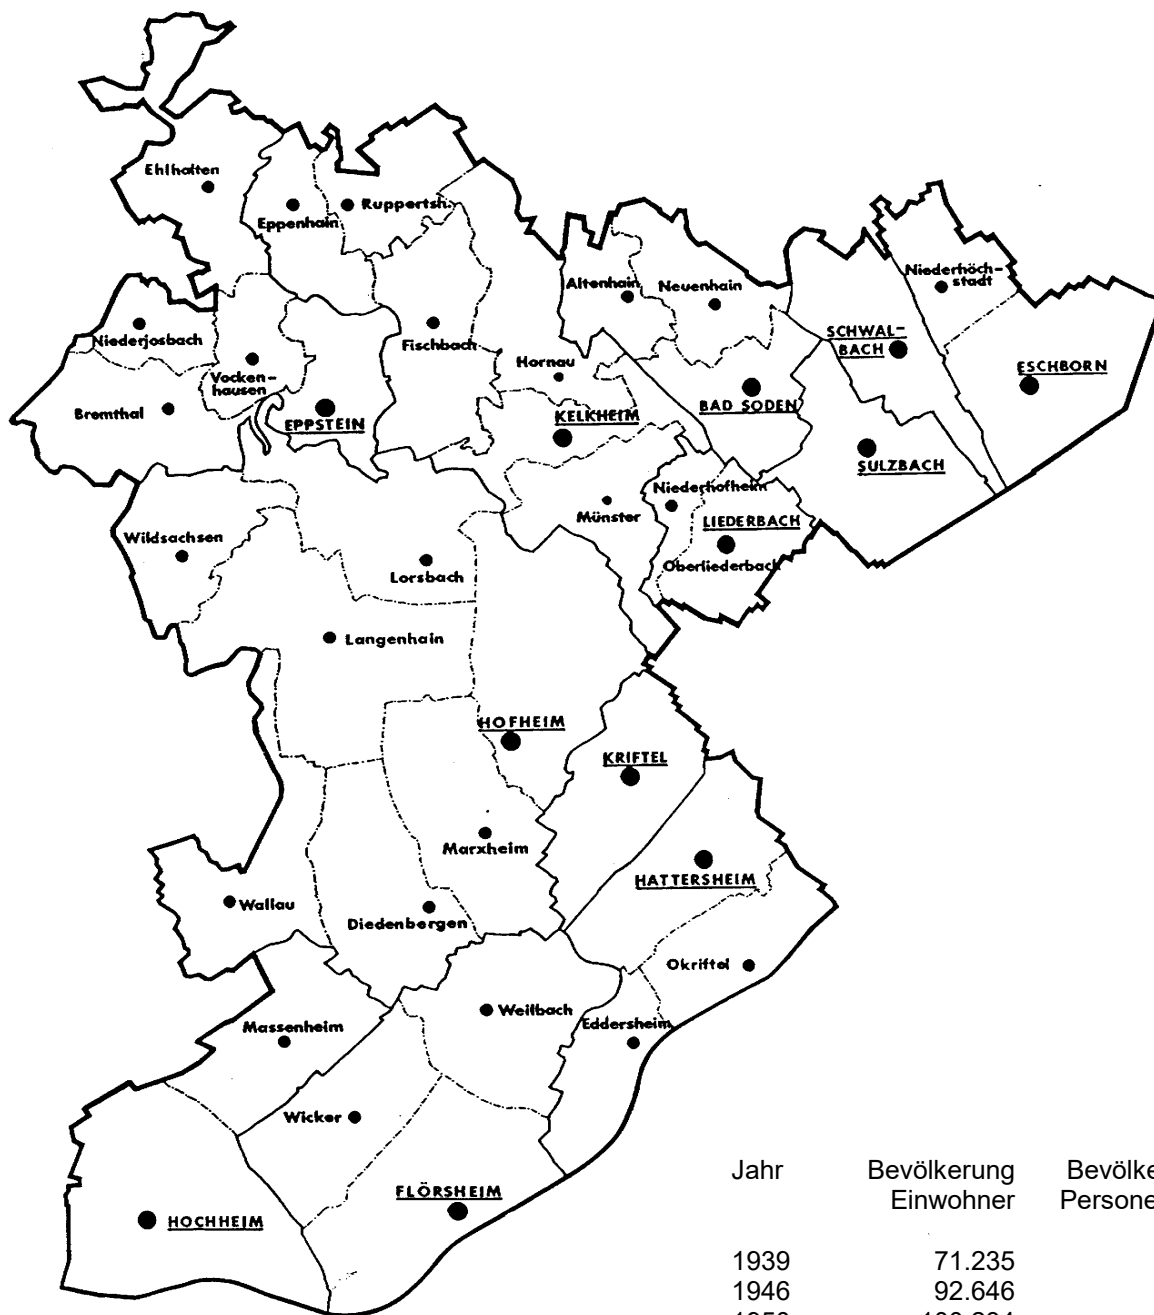 Ehlhalten
Eppenhain
Ruppertsh.
Altenhain
Neuenhain
Niederhöch-
stadt
Niederjosbach
Vocken-
hausen
Fischbach
Hornau
SCHWAL-
BACH
ESCHBORN
Bremthal
EPPSTEIN
KELKHEIM
BAD SODEN
SULZBACH
Wildsachsen
Lorsbach
Münster
Niederhofheim
LIEDERBACH
Oberliederbach
Langenhain
HOFHEIM
KRIFTEL
Marxheim
HATTERSHEIM
Wallau
Diedenbergen
Okriftel
Massenheim
Weilbach
Eddersheim
Wicker
FLÖRSHEIM
HOCHHEIM
Jahr Bevölkerung Bevölke
Einwohner Persone
1939 71.235
1946 92.646